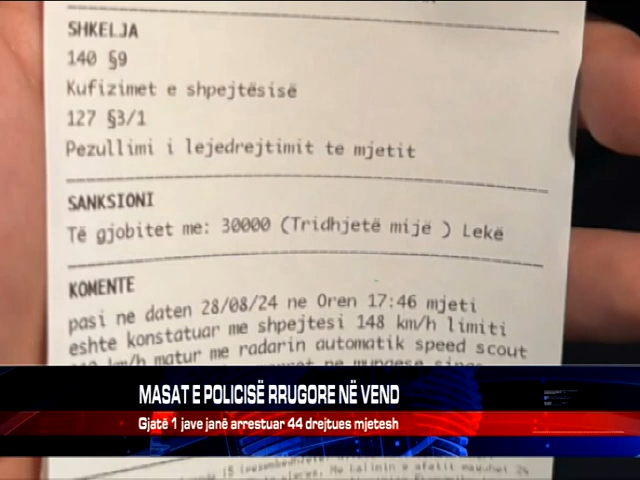 SHKELJA
140 §9
Kufizimet e shpejtësisë
127 §3/1
Pezullimi i lejedrejtimit te mjetit
SANKSIONI
Të gjobitet me: 30000 (Tridhjetë mijë ) Lekë
KOMENTE
pasi ne daten 28/08/24 ne Oren 17:46 mjeti
eshte konstatuar me shpejtesi 148 km/h limiti
km/h matur me radarin automatik speed scout
ne mungese
MASAT E POLICISË RRUGORE NË VEND
Gjatë 1 jave janë arrestuar 44 drejtues mjetesh